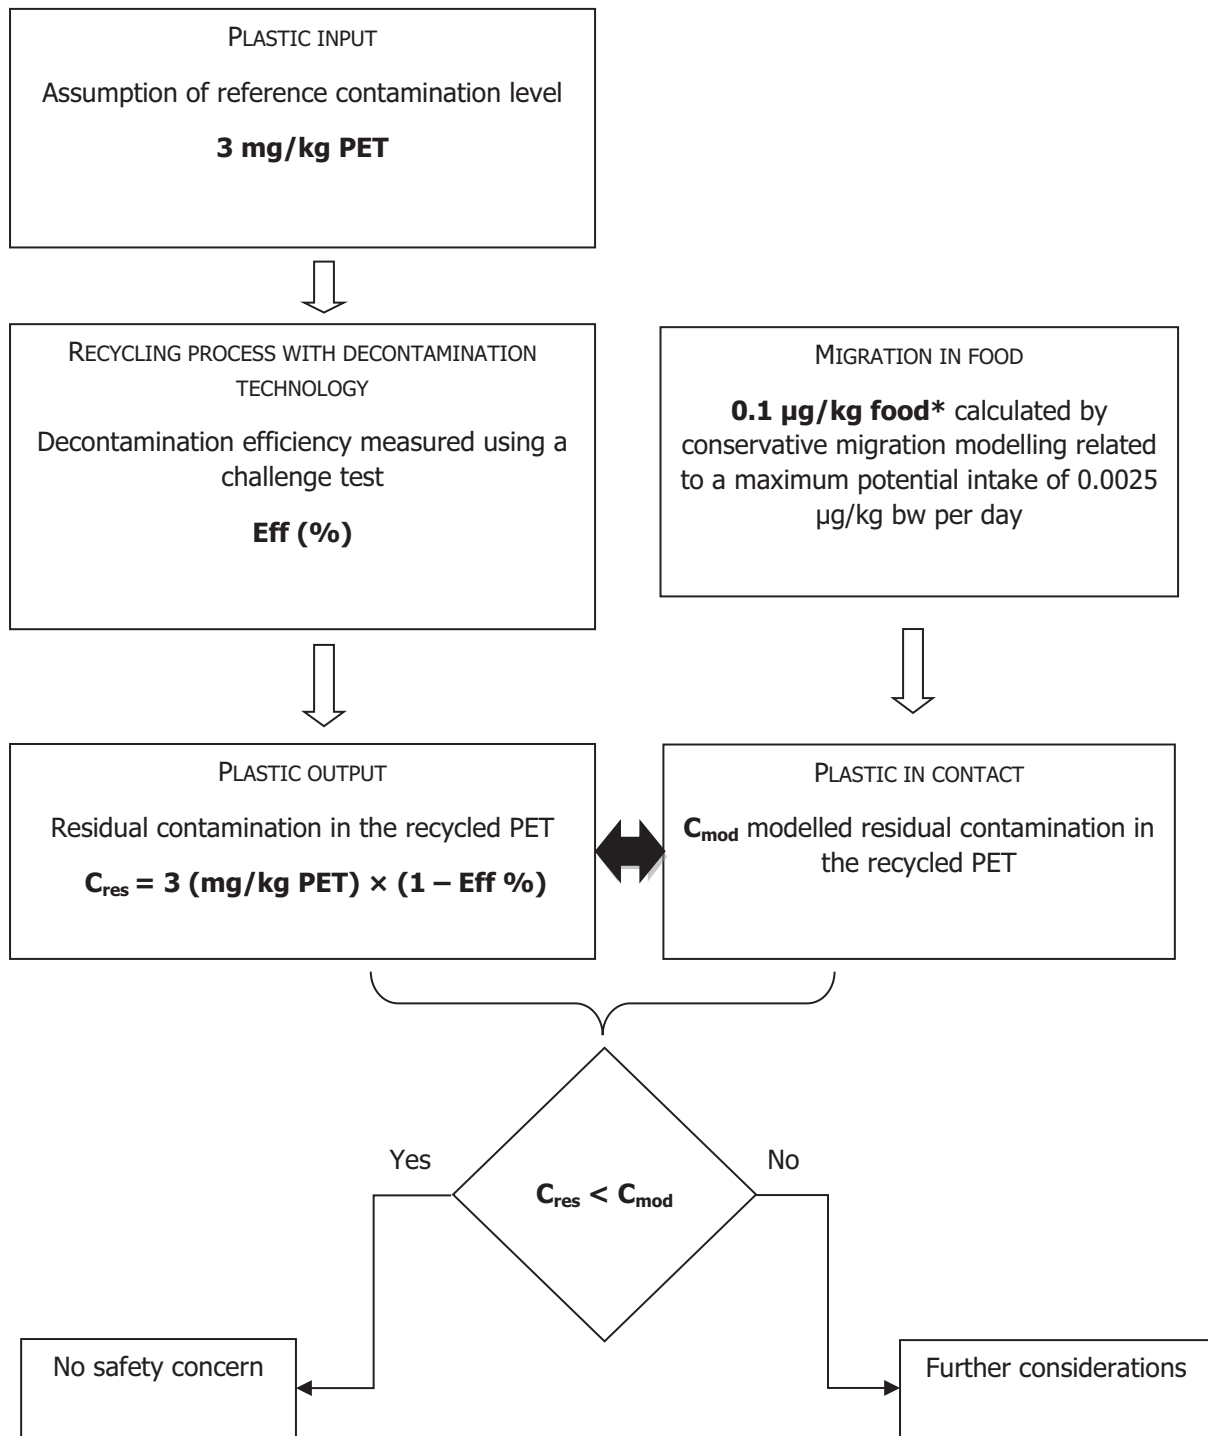 PLASTIC INPUT
Assumption of reference contamination level
3 mg/kg PET
RECYCLING PROCESS WITH DECONTAMINATION
TECHNOLOGY
Decontamination efficiency measured using a
challenge test
Eff (%)
MIGRATION IN FOOD
0.1 µg/kg food* calculated by
conservative migration modelling related
to a maximum potential intake of 0.0025
µg/kg bw per day
PLASTIC OUTPUT
Residual contamination in the recycled PET
Cres = 3 (mg/kg PET) × (1 – Eff %)
PLASTIC IN CONTACT
Cmod modelled residual contamination in
the recycled PET
Yes
No
Cres < Cmod
No safety concern
Further considerations